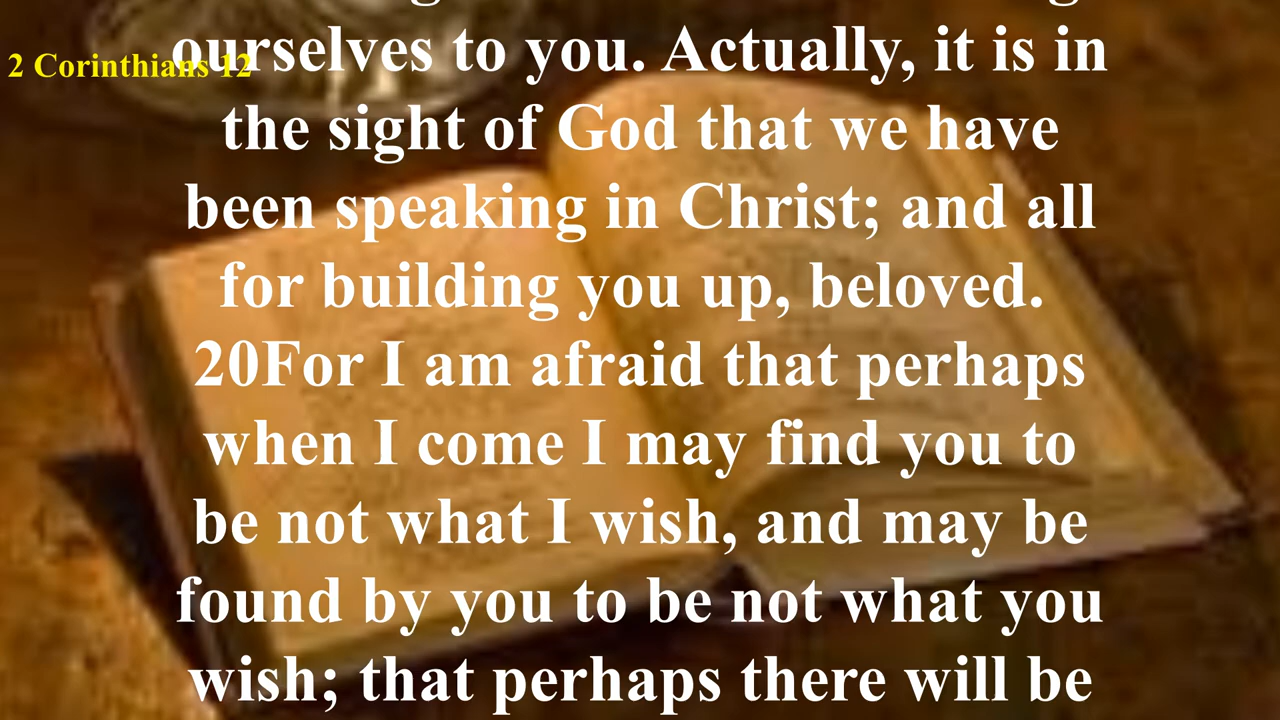 2 Corinthians 12
ourselves to you. Actually, it is in
the sight of God that we have
been speaking in Christ; and all
for building you up, beloved.
20For I am afraid that perhaps
when I come I may find you to
be not what I wish, and may be
found by you to be not what you
wish; that perhaps there will be